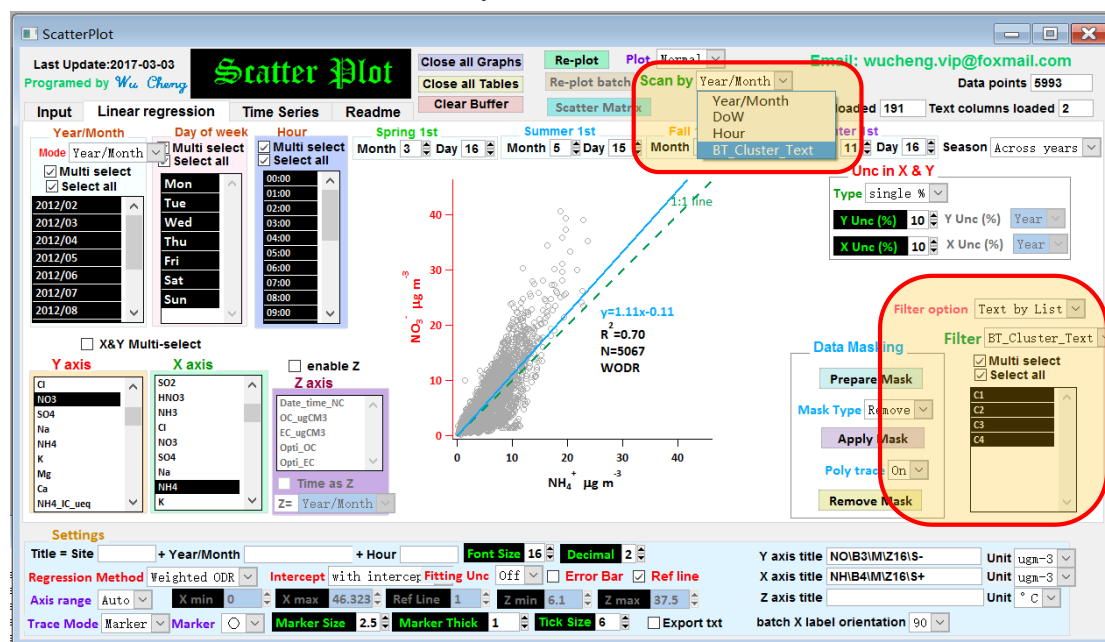 ScatterPlot
Last Update:2017-03-03
Programed by Wu Cheng
Scatter Plot
Close all Graphs
Close all Tables
Clear Buffer
Re-plot
Plot Normal
Re-plot batch
Scan by Year/Month
Scatter Matrix
Year/Month
DoW
Hour
BT_Cluster_Text
Email: wucheng.vip@foxmail.com
Data points 5993
loaded 191
Text columns loaded 2
Input
Linear regression
Time Series
Readme
Year/Month
Mode Year/Month
Multi select
Select all
2012/02
2012/03
2012/04
2012/05
2012/06
2012/07
2012/08
Day of week
Multi select
Select all
Mon
Tue
Wed
Thu
Fri
Sat
Sun
Hour
Multi select
Select all
00:00
01:00
02:00
03:00
04:00
05:00
06:00
07:00
08:00
09:00
Spring 1st
Month 3 Day 16
Summer 1st
Month 5 Day 15
Fall
Month
ter 1st
11 Day 16
Season Across years
Unc in X & Y
Type single %
Y Unc (%) 10 Y Unc (%) Year
X Unc (%) 10 X Unc (%) Year
40
30
20
10
0
NO3- µg m-3
1:1 line
y=1.11x-0.11
R2=0.70
N=5067
WODR
0 10 20 30 40
NH4+ µg m-3
X&Y Multi-select
Y axis
Cl
NO3
SO4
Na
NH4
K
Mg
Ca
NH4_IC_ueq
X axis
SO2
HNO3
NH3
Cl
NO3
SO4
Na
NH4
K
enable Z
Z axis
Date_time_NC
OC_ugCM3
EC_ugCM3
Opti_OC
Opti_EC
Time as Z
Z= Year/Month
Data Masking
Prepare Mask
Mask Type Remove
Apply Mask
Poly trace On
Remove Mask
Filter option Text by List
Filter BT_Cluster_Text
Multi select
Select all
C1
C2
C3
C4
Settings
Title = Site + Year/Month + Hour Font Size 16 Decimal 2
Regression Method Weighted ODR Intercept with intercep Fitting Unc Off Error Bar Ref line
Axis range Auto X min 0 X max 46.323 Ref Line 1 Z min 6.1 Z max 37.5
Trace Mode Marker Marker Marker Size 2.5 Marker Thick 1 Tick Size 6 Export txt
Y axis title NO\B3\M\Z16\S- Unit ugm-3
X axis title NH\B4\M\Z16\S+ Unit ugm-3
Z axis title Unit °C
batch X label orientation 90